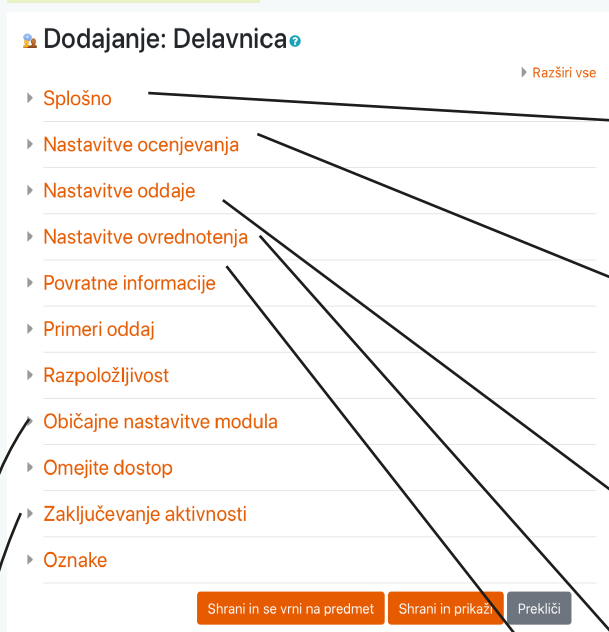 Dodajanje: Delavnica
Razširi vse
Splošno
Nastavitve ocenjevanja
Nastavitve oddaje
Nastavitve ovrednotenja
Povratne informacije
Primeri oddaj
Razpoložljivost
Običajne nastavitve modula
Omejite dostop
Zaključevanje aktivnosti
Oznake
Shrani in se vrni na predmet Shrani in prikaži Prekliči